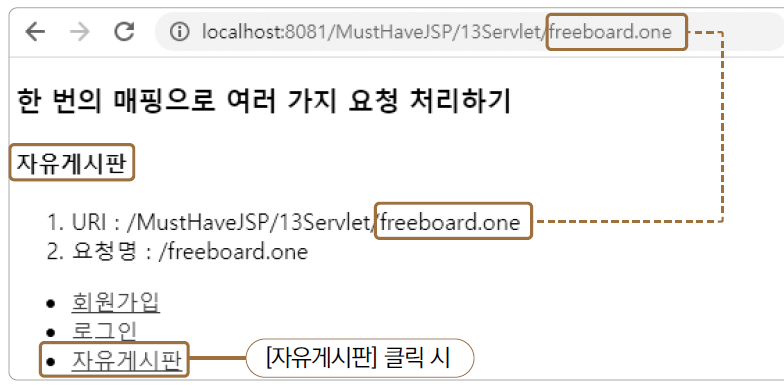 localhost:8081/MustHaveJSP/13Servlet/freeboard.one
한 번의 매핑으로 여러 가지 요청 처리하기
자유게시판
1. URI : /MustHaveJSP/13Servlet/freeboard.one
2. 요청명 : /freeboard.one
회원가입
로그인
자유게시판
[자유게시판] 클릭 시